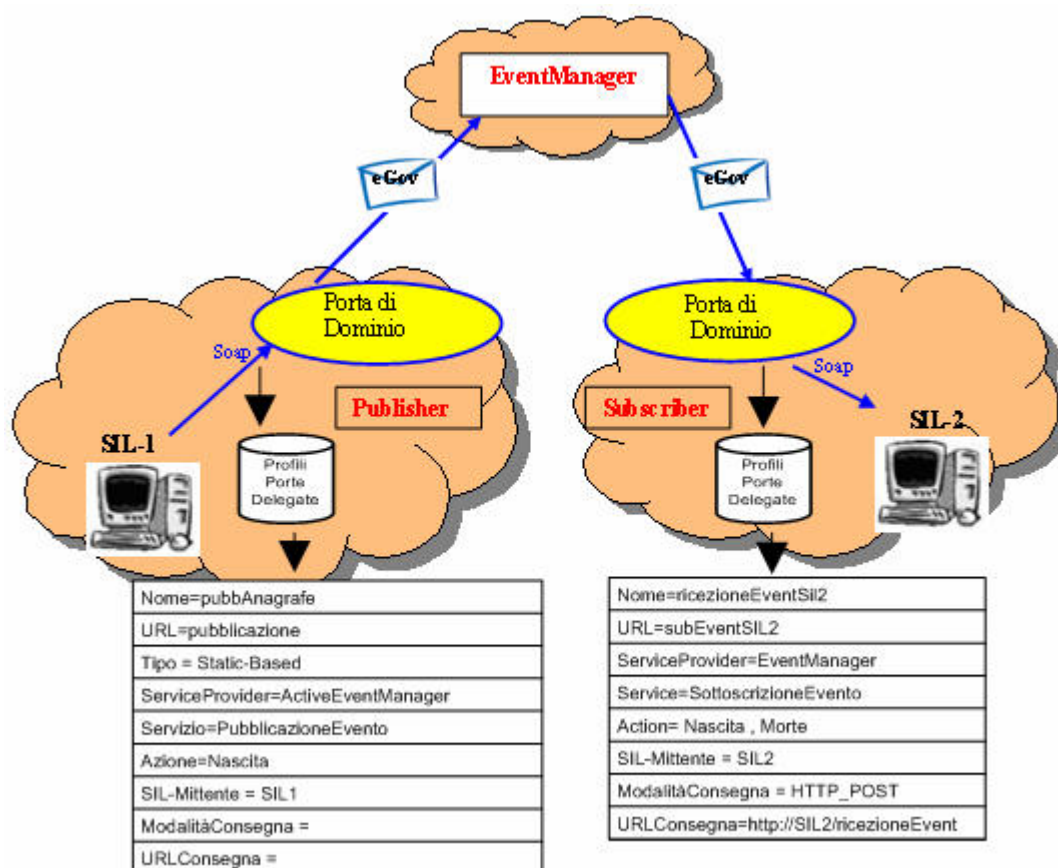 EventManager
eGov
eGov
Porta di
Dominio
Porta di
Dominio
Soap
Soap
Publisher
Subscriber
SIL-1
SIL-2
Profili
Porte
Delegate
Profili
Porte
Delegate
Nome=pubbAnagrafe
URL=pubblicazione
Tipo = Static-Based
ServiceProvider=ActiveEventManager
Servizio=PubblicazioneEvento
Azione=Nascita
SIL-Mittente = SIL1
ModalitàConsegna =
URLConsegna =
Nome=ricezioneEventSil2
URL=subEventSIL2
ServiceProvider=EventManager
Service=SottoscrizioneEvento
Action= Nascita , Morte
SIL-Mittente = SIL2
ModalitàConsegna = HTTP_POST
URLConsegna=http://SIL2/ricezioneEvent